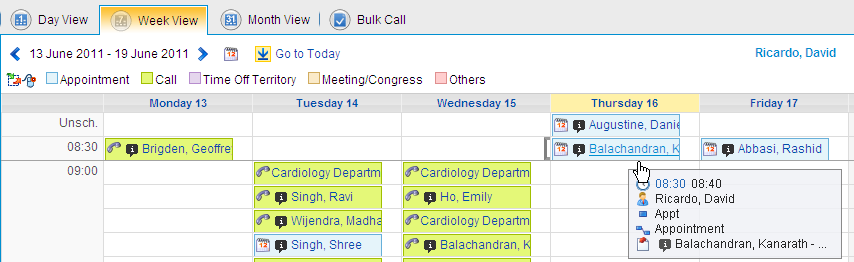 Day View Week View Month View Bulk Call
13 June 2011 - 19 June 2011 Go to Today Ricardo, David
Appointment Call Time Off Territory Meeting/Congress Others
Monday 13 Tuesday 14 Wednesday 15 Thursday 16 Friday 17
Unsch. Augustine, Danie
08:30 Brigden, Geoffre Balachandran, K Abbasi, Rashid
09:00 Cardiology Departm Cardiology Departm
08:30 08:40
Singh, Ravi Ho, Emily Ricardo, David
Wijendra, Madha Cardiology Departm Appt
Appointment
Singh, Shree Balachandran, K Balachandran, Kanarath - ...